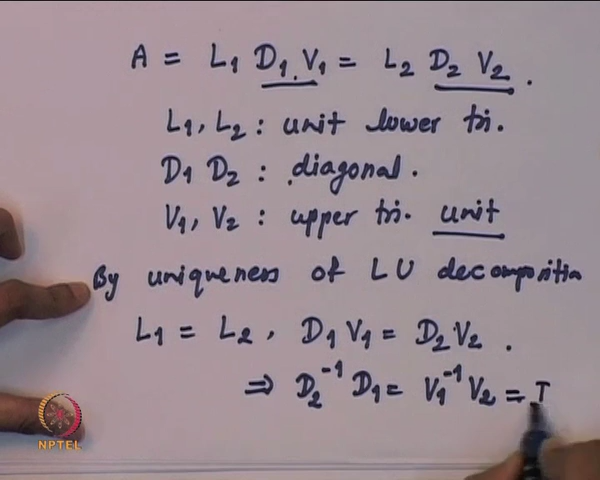 A = L₁ D₁ V₁ = L₂ D₂ V₂ .
L₁, L₂ : unit lower tri.
D₁ D₂ : diagonal .
V₁, V₂ : upper tri. unit
By uniqueness of LU decomposition
L₁ = L₂ , D₁ V₁ = D₂ V₂ .
⇒ D₂⁻¹ D₁ = V₁⁻¹ V₂ = I
NPTEL